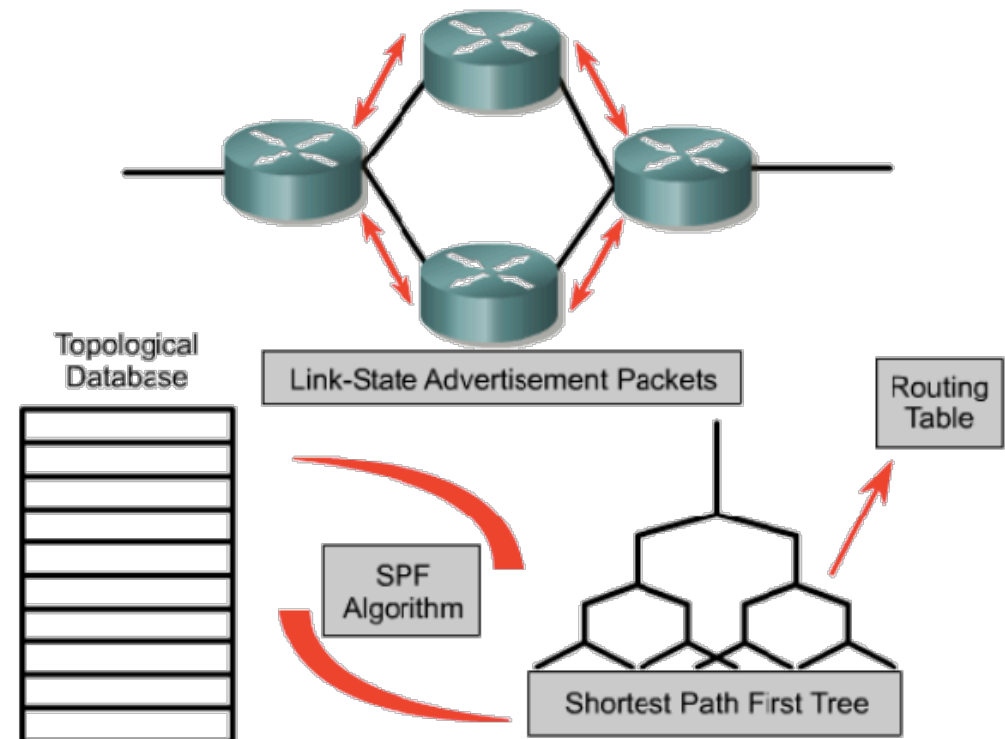 Topological
Database
Link-State Advertisement Packets
Routing
Table
SPF
Algorithm
Shortest Path First Tree